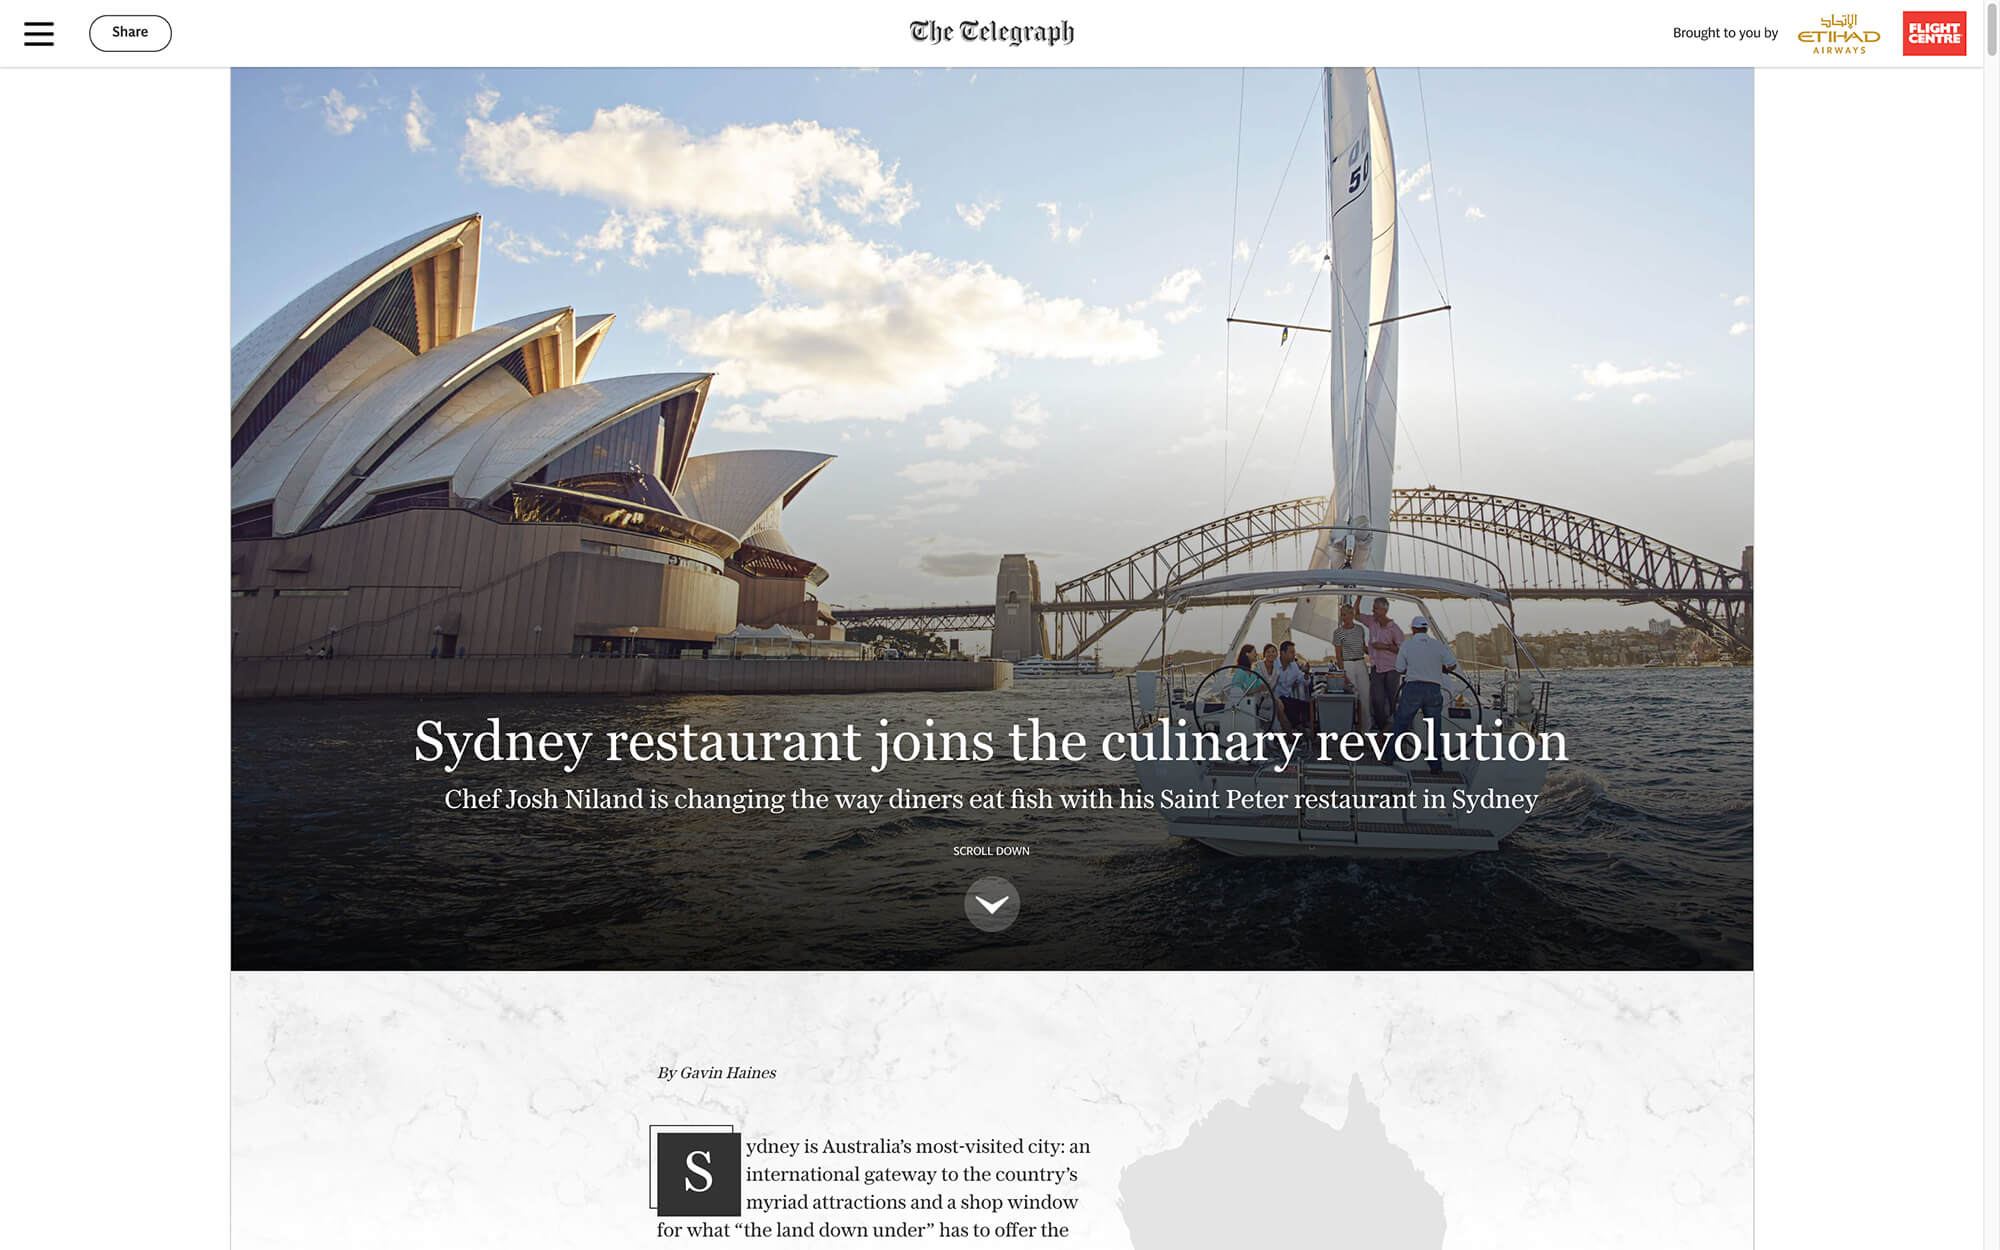 Share
The Telegraph
Brought to you by
الإتحاد
ETIHAD
AIRWAYS
FLIGHT
CENTRE
50
Sydney restaurant joins the culinary revolution
Chef Josh Niland is changing the way diners eat fish with his Saint Peter restaurant in Sydney
SCROLL DOWN
By Gavin Haines
Sydney is Australia’s most-visited city: an
international gateway to the country’s
myriad attractions and a shop window
for what “the land down under” has to offer the